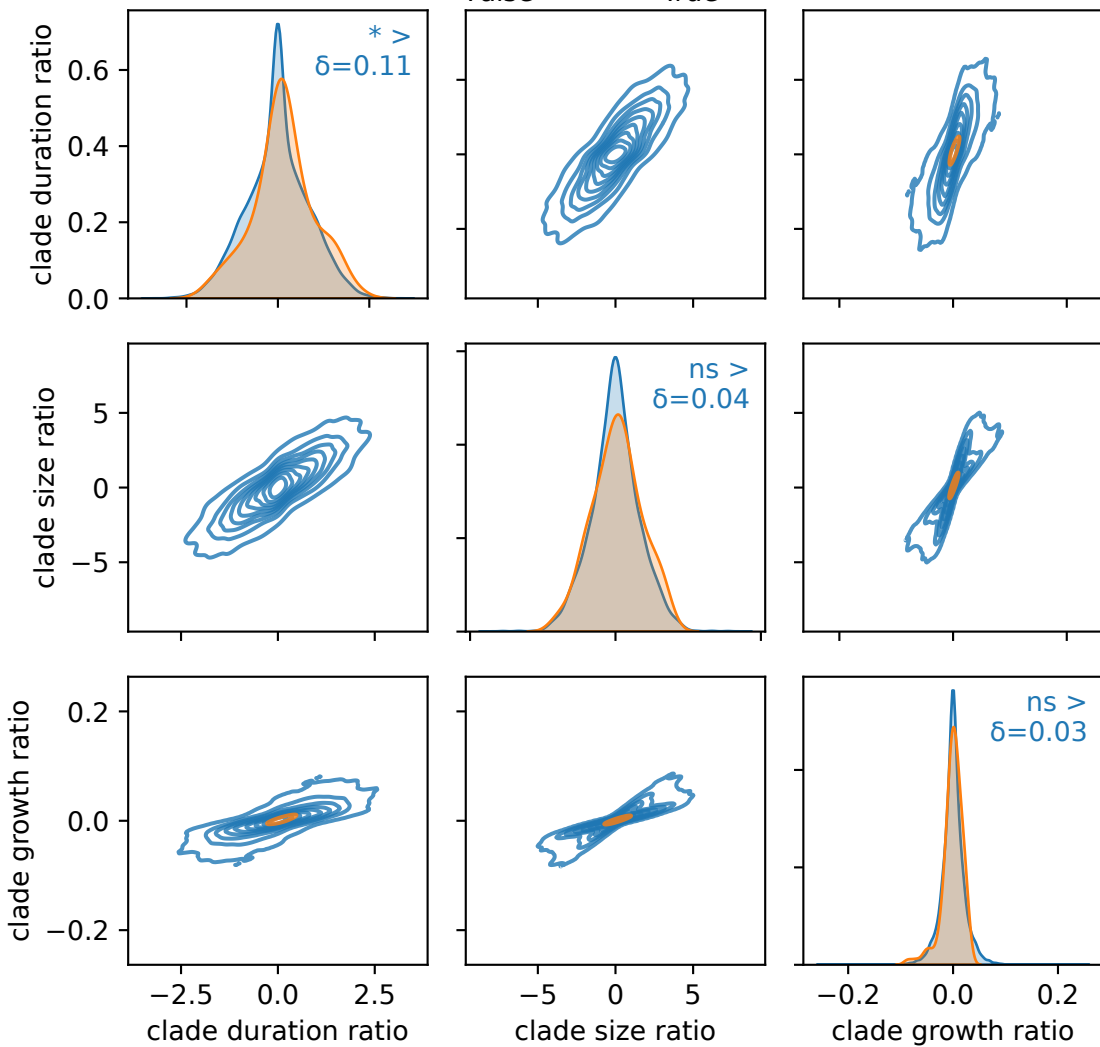 * >
δ=0.11
clade duration ratio
0.6
0.4
0.2
0.0
ns >
δ=0.04
clade size ratio
5
0
−5
ns >
δ=0.03
clade growth ratio
0.2
0.0
−0.2
−2.5 0.0 2.5
−5 0 5
−0.2 0.0 0.2
clade duration ratio
clade size ratio
clade growth ratio